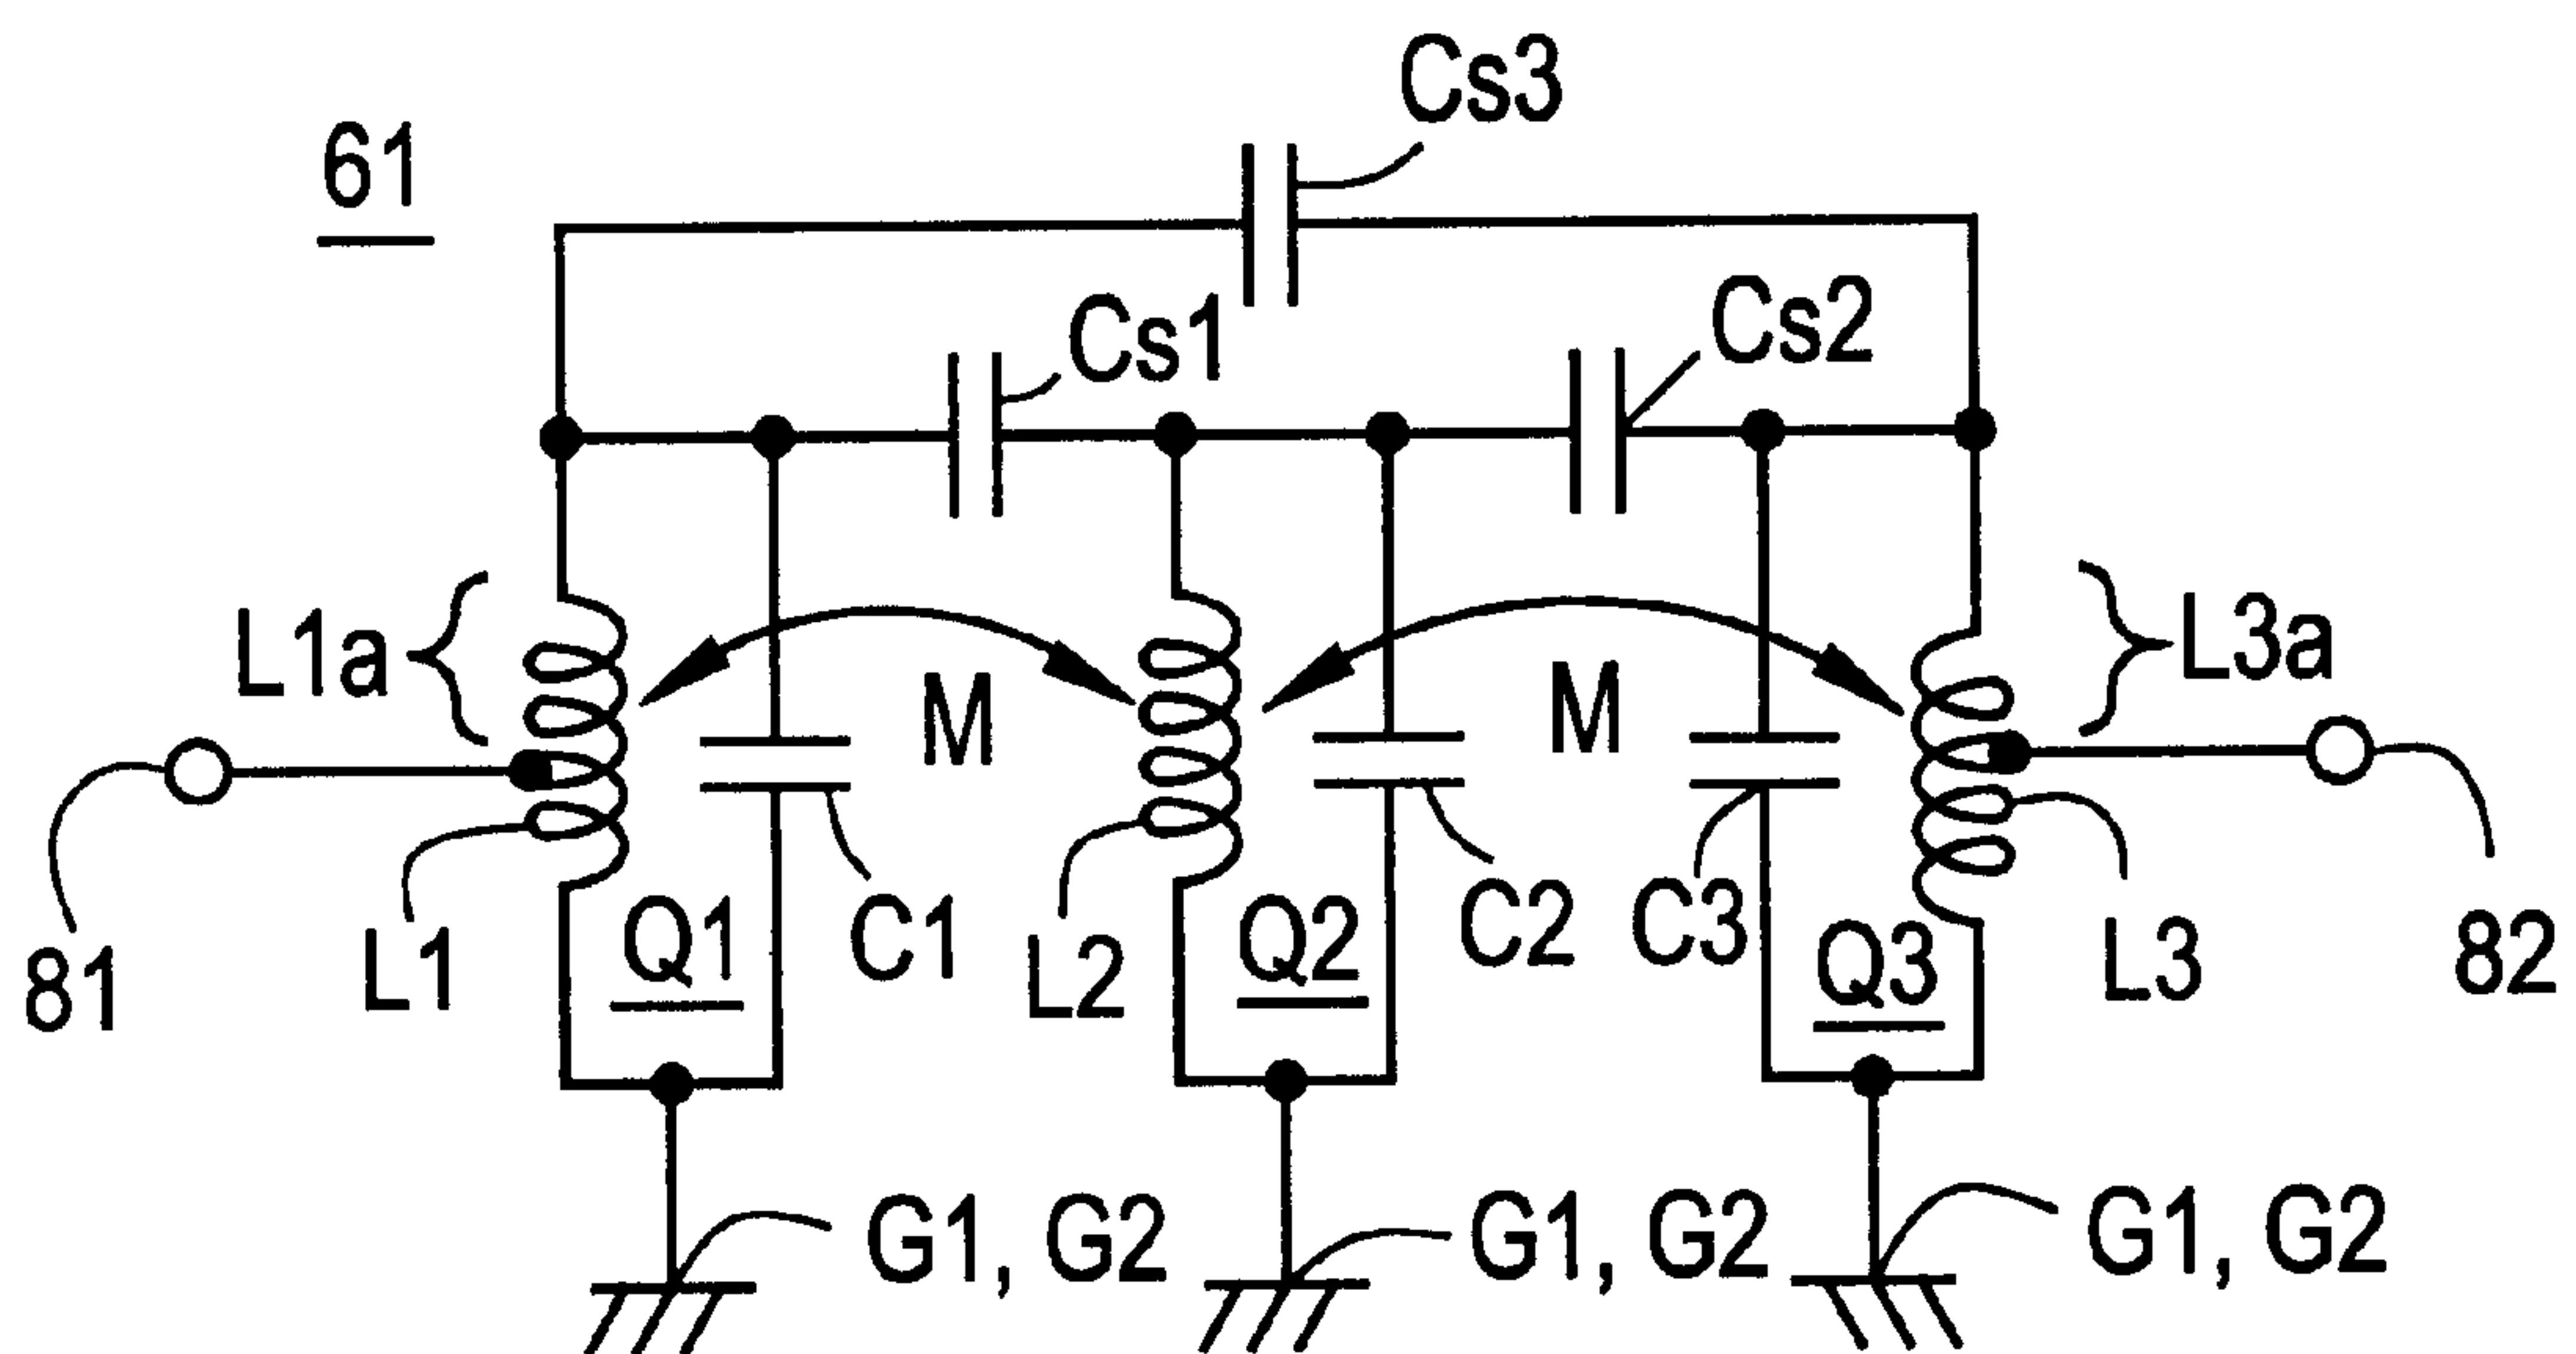 Cs3
61
Cs1
Cs2
L1a
L3a
M
M
81
L1
Q1
C1
L2
Q2
C2
C3
Q3
L3
82
G1, G2
G1, G2
G1, G2